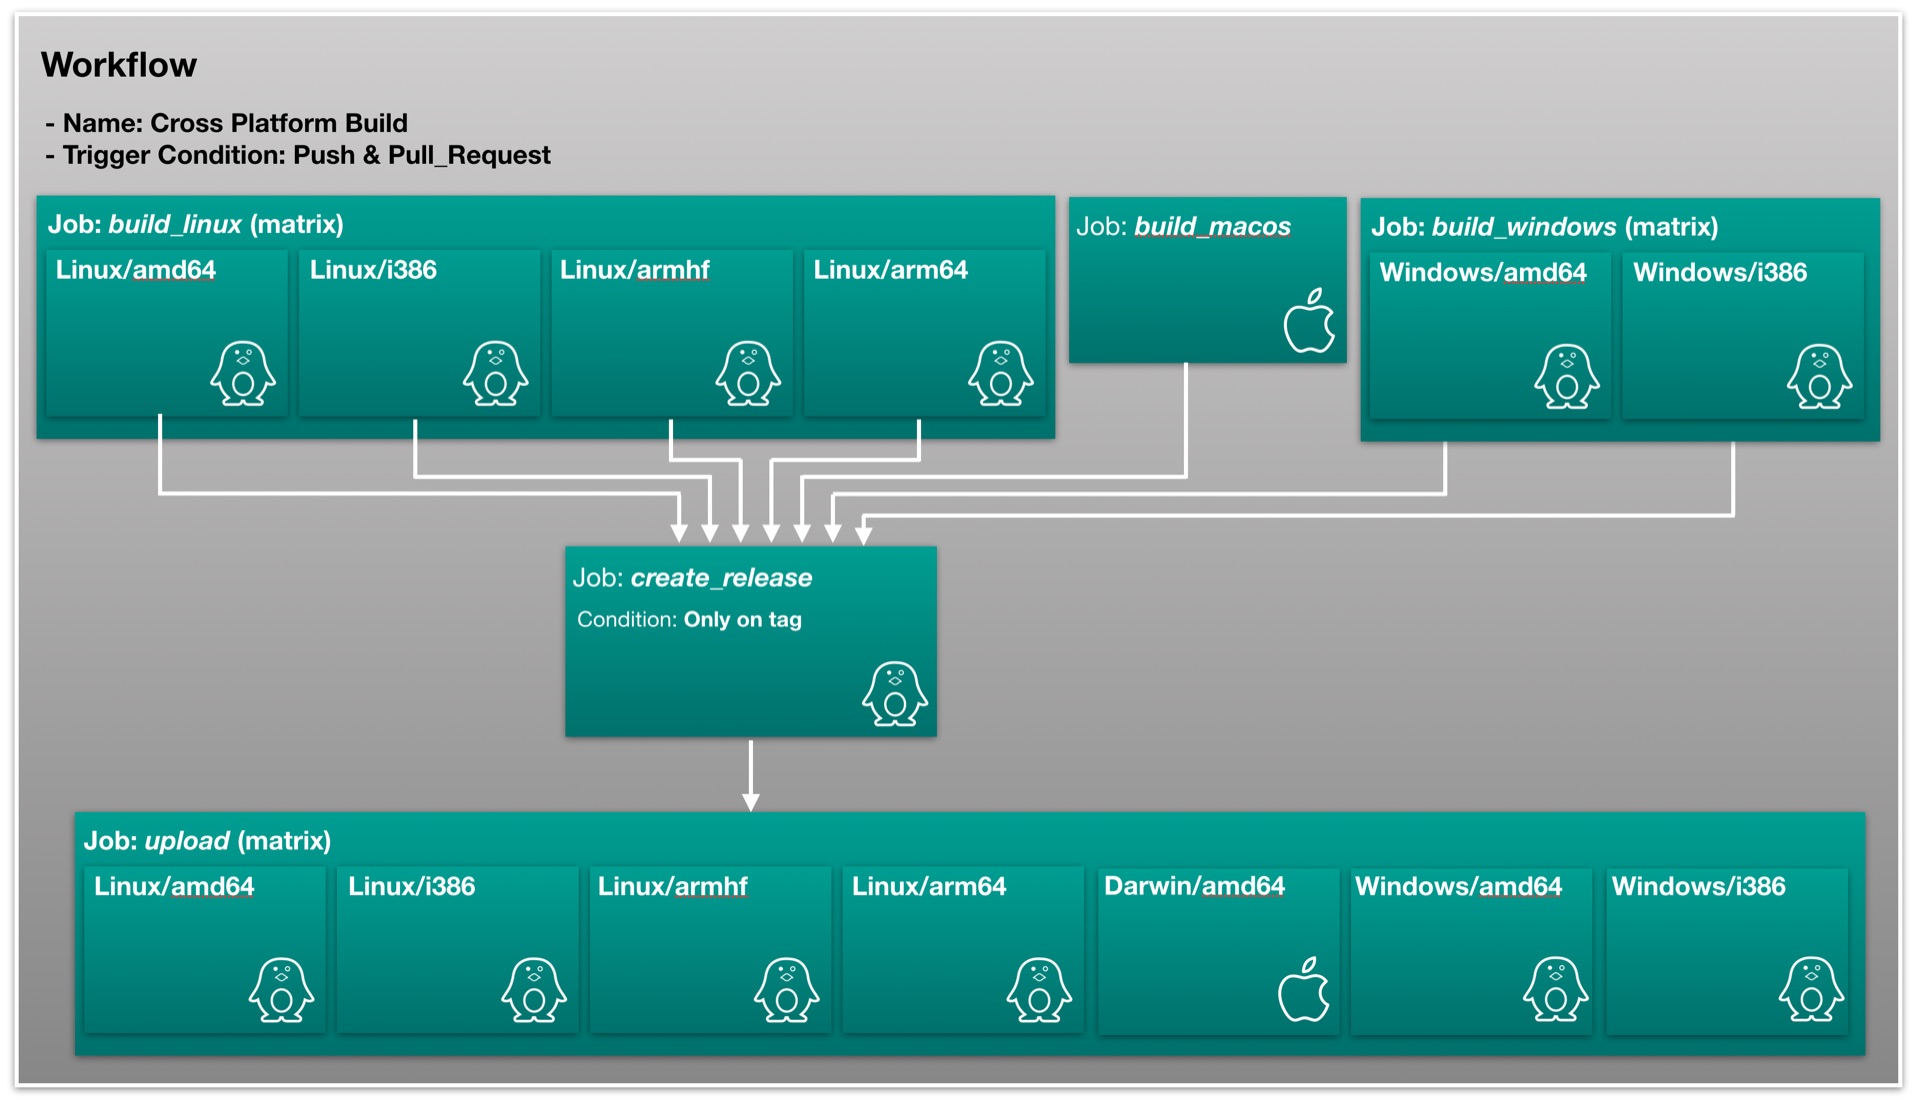 Workflow
- Name: Cross Platform Build
- Trigger Condition: Push & Pull_Request
Job: build_linux (matrix)
Linux/amd64
Linux/i386
Linux/armhf
Linux/arm64
Job: build_macos
Job: build_windows (matrix)
Windows/amd64
Windows/i386
Job: create_release
Condition: Only on tag
Job: upload (matrix)
Linux/amd64
Linux/i386
Linux/armhf
Linux/arm64
Darwin/amd64
Windows/amd64
Windows/i386